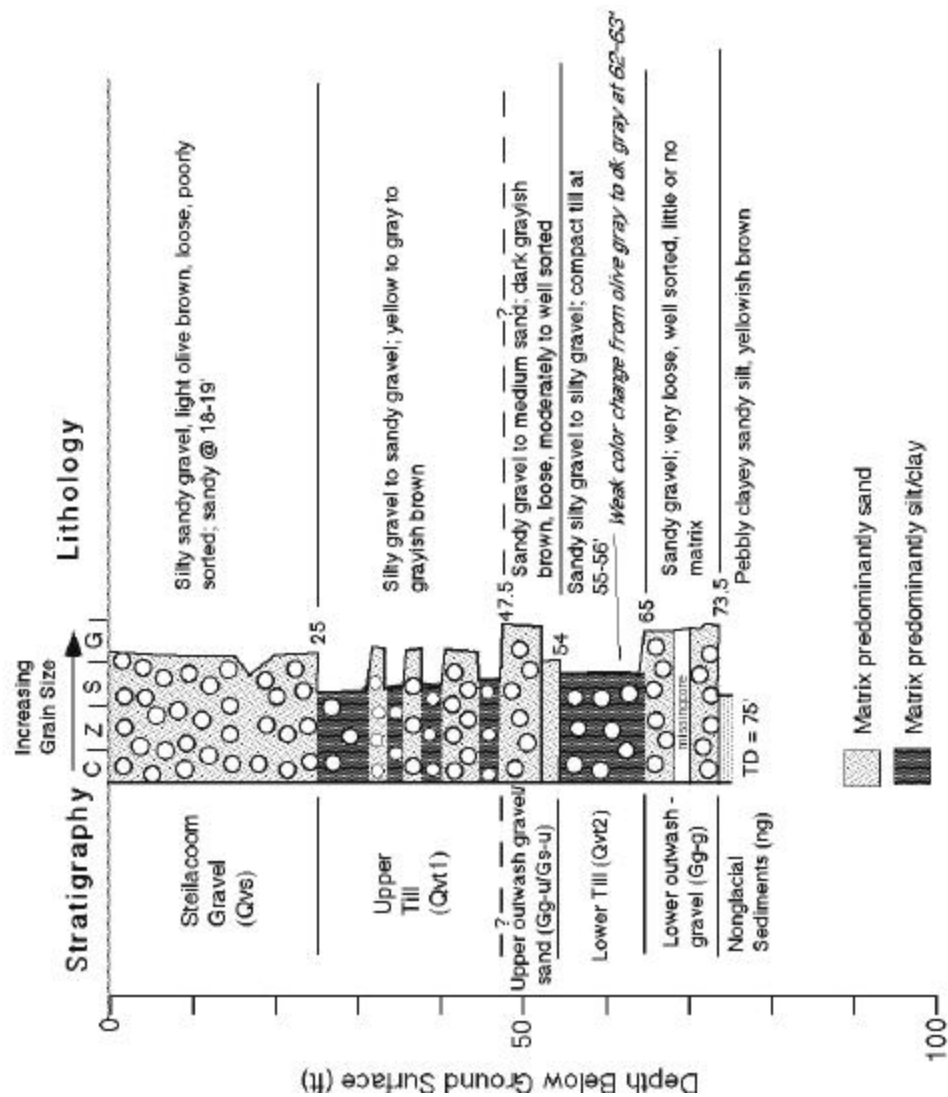 Stratigraphy
Increasing
Grain Size
Lithology
C | Z | S | G |
0
50
100
Depth Below Ground Surface (ft)
Steilacoom
Gravel
(Qvs)
Silty sandy gravel, light olive brown, loose, poorly
sorted; sandy @ 18-19'
25
Upper
Till
(Qvt1)
Silty gravel to sandy gravel; yellow to gray to
grayish brown
?
47.5
?
Upper outwash gravel/
sand (Gg-u/Gs-u)
Sandy gravel to medium sand; dark grayish
brown, loose, moderately to well sorted
54
Lower Till (Qvt2)
Sandy silty gravel to silty gravel; compact till at
55-56'
Weak color change from olive gray to dk gray at 62-63'
65
Lower outwash -
gravel (Gg-g)
missing core
Sandy gravel; very loose, well sorted, little or no
matrix
73.5
Nonglacial
Sediments (ng)
TD = 75'
Pebbly clayey sandy silt, yellowish brown
Matrix predominantly sand
Matrix predominantly silt/clay